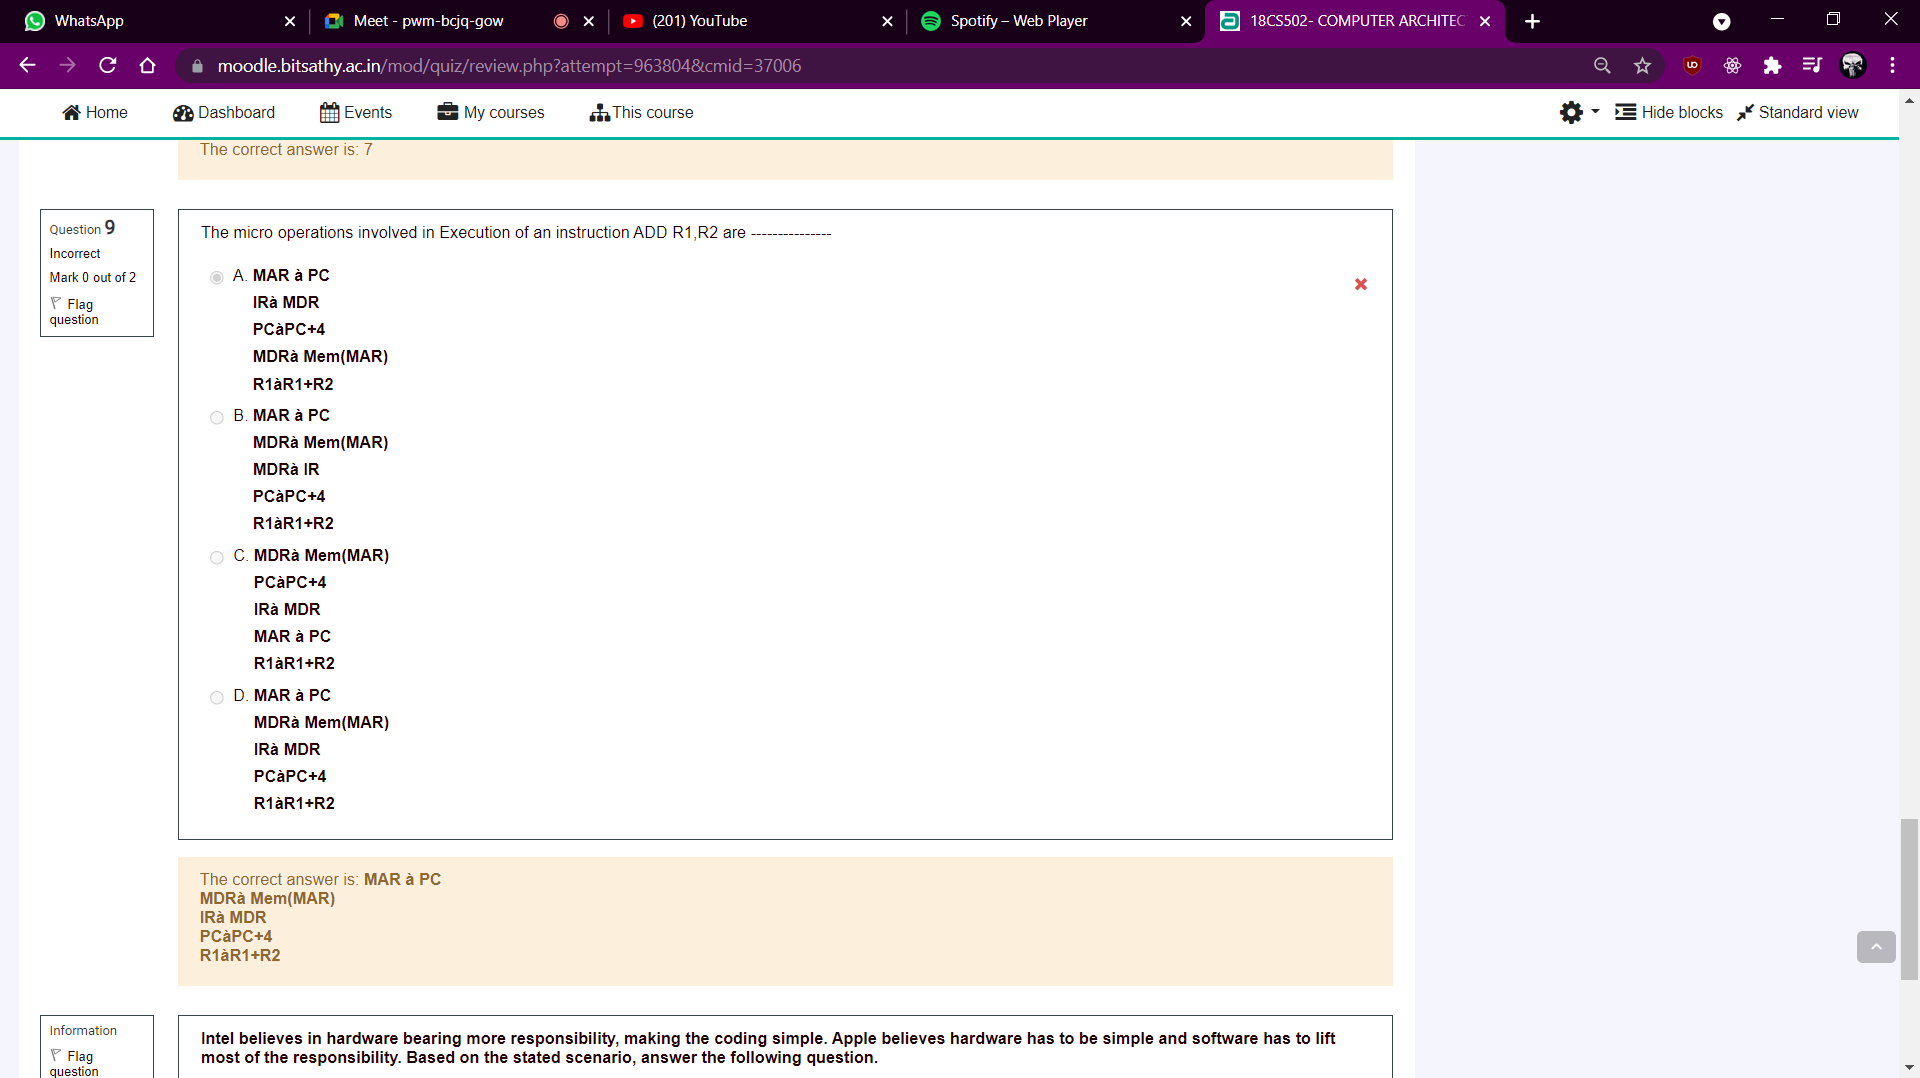 WhatsApp
Meet - pwm-bcjq-gow
(201) YouTube
Spotify – Web Player
18CS502- COMPUTER ARCHITEC
moodle.bitsathy.ac.in/mod/quiz/review.php?attempt=963804&cmid=37006
Home
Dashboard
Events
My courses
This course
Hide blocks
Standard view
The correct answer is: 7
Question 9
Incorrect
Mark 0 out of 2
Flag
question
The micro operations involved in Execution of an instruction ADD R1,R2 are ---------------
A. MAR à PC
IRà MDR
PCàPC+4
MDRà Mem(MAR)
R1àR1+R2
B. MAR à PC
MDRà Mem(MAR)
MDRà IR
PCàPC+4
R1àR1+R2
C. MDRà Mem(MAR)
PCàPC+4
IRà MDR
MAR à PC
R1àR1+R2
D. MAR à PC
MDRà Mem(MAR)
IRà MDR
PCàPC+4
R1àR1+R2
The correct answer is: MAR à PC
MDRà Mem(MAR)
IRà MDR
PCàPC+4
R1àR1+R2
Information
Flag
question
Intel believes in hardware bearing more responsibility, making the coding simple. Apple believes hardware has to be simple and software has to lift
most of the responsibility. Based on the stated scenario, answer the following question.